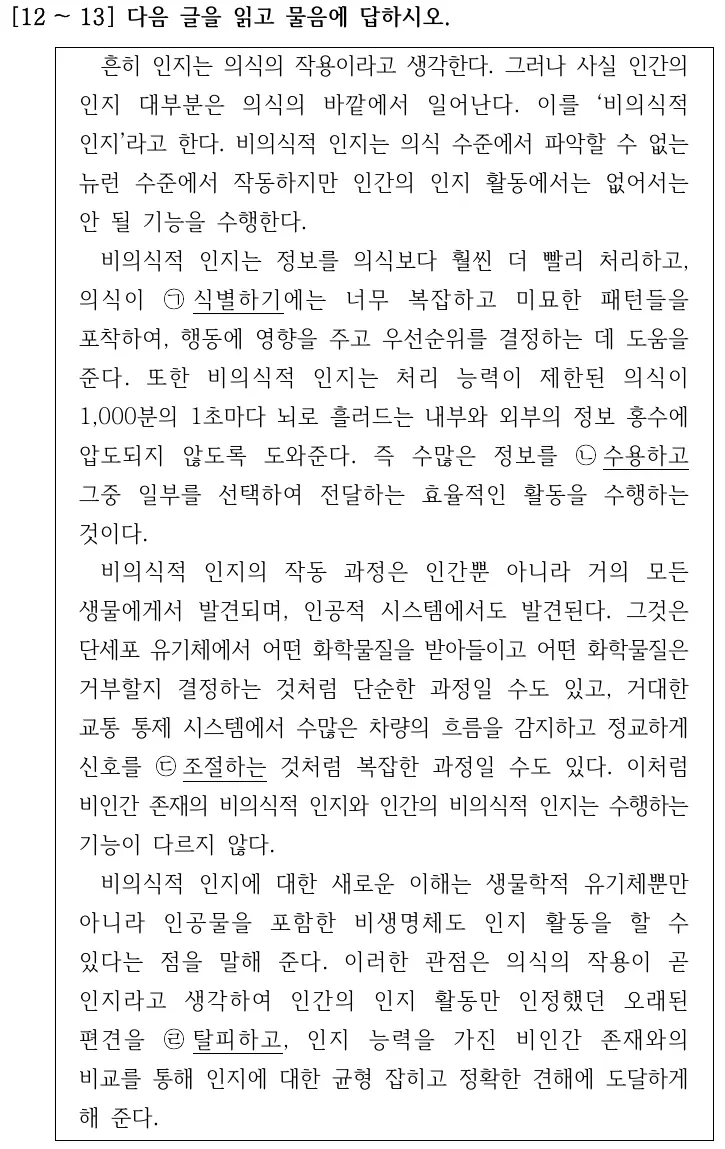 [12 ~ 13] 다음 글을 읽고 물음에 답하시오.
흔히 인지는 의식의 작용이라고 생각한다. 그러나 사실 인간의
인지 대부분은 의식의 바깥에서 일어난다. 이를 ‘비의식적
인지’라고 한다. 비의식적 인지는 의식 수준에서 파악할 수 없는
뉴런 수준에서 작동하지만 인간의 인지 활동에서는 없어서는
안 될 기능을 수행한다.
비의식적 인지는 정보를 의식보다 훨씬 더 빨리 처리하고,
의식이 ㉠ 식별하기에는 너무 복잡하고 미묘한 패턴들을
포착하여, 행동에 영향을 주고 우선순위를 결정하는 데 도움을
준다. 또한 비의식적 인지는 처리 능력이 제한된 의식이
1,000분의 1초마다 뇌로 흘러드는 내부와 외부의 정보 홍수에
압도되지 않도록 도와준다. 즉 수많은 정보를 ㉡ 수용하고
그중 일부를 선택하여 전달하는 효율적인 활동을 수행하는
것이다.
비의식적 인지의 작동 과정은 인간뿐 아니라 거의 모든
생물에게서 발견되며, 인공적 시스템에서도 발견된다. 그것은
단세포 유기체에서 어떤 화학물질을 받아들이고 어떤 화학물질은
거부할지 결정하는 것처럼 단순한 과정일 수도 있고, 거대한
교통 통제 시스템에서 수많은 차량의 흐름을 감지하고 정교하게
신호를 ㉢ 조절하는 것처럼 복잡한 과정일 수도 있다. 이처럼
비인간 존재의 비의식적 인지와 인간의 비의식적 인지는 수행하는
기능이 다르지 않다.
비의식적 인지에 대한 새로운 이해는 생물학적 유기체뿐만
아니라 인공물을 포함한 비생명체도 인지 활동을 할 수
있다는 점을 말해 준다. 이러한 관점은 의식의 작용이 곧
인지라고 생각하여 인간의 인지 활동만 인정했던 오래된
편견을 ㉣ 탈피하고, 인지 능력을 가진 비인간 존재와의
비교를 통해 인지에 대한 균형 잡히고 정확한 견해에 도달하게
해 준다.